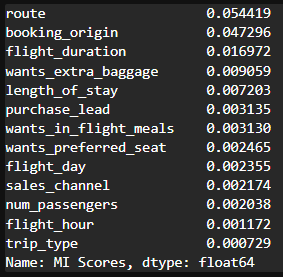 route 0.054419
booking_origin 0.047296
flight_duration 0.016972
wants_extra_baggage 0.009059
length_of_stay 0.007203
purchase_lead 0.003135
wants_in_flight_meals 0.003130
wants_preferred_seat 0.002465
flight_day 0.002355
sales_channel 0.002174
num_passengers 0.002038
flight_hour 0.001172
trip_type 0.000729
Name: MI Scores, dtype: float64